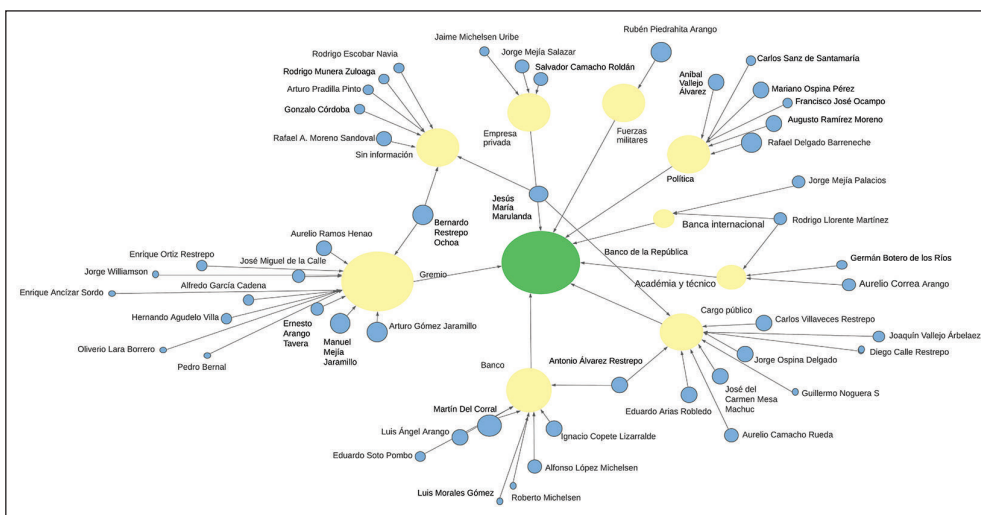 Rubén Piedrahita Arango
Jaime Michelsen Uribe
Rodrigo Escobar Navia
Jorge Mejía Salazar
Salvador Camacho Roldán
Carlos Sanz de Santamaría
Rodrigo Munera Zuloaga
Anibal
Vallejo
Álvarez
Mariano Ospina Pérez
Arturo Pradilla Pinto
Francisco José Ocampo
Gonzalo Córdoba
Augusto Ramírez Moreno
Empresa
privada
Fuerzas
militares
Rafael A. Moreno Sandoval
Sin información
Rafael Delgado Barreneche
Política
Jorge Mejía Palacios
Jesús
María
Marulanda
Bernardo
Restrepo
Ochoa
Banca internacional
Rodrigo Llorente Martínez
Aurelio Ramos Henao
Banco de la República
Enrique Ortiz Restrepo
José Miguel de la Calle
Germán Botero de los Ríos
Jorge Williamson
Gremio
Académia y técnico
Aurelio Correa Arango
Alfredo García Cadena
Enrique Ancízar Sordo
Cargo público
Hernando Agudelo Villa
Ernesto
Arango
Tavera
Manuel
Mejía
Jaramillo
Arturo Gómez Jaramillo
Carlos Villaveces Restrepo
Joaquín Vallejo Árbelaez
Oliverio Lara Borrero
Diego Calle Restrepo
Pedro Bernal
Banco
Antonio Álvarez Restrepo
Jorge Ospina Delgado
José del
Carmen Mesa
Machuc
Guillermo Noguera S
Eduardo Arias Robledo
Martín Del Corral
Luis Ángel Arango
Ignacio Copete Lizarralde
Aurelio Camacho Rueda
Eduardo Soto Pombo
Alfonso López Michelsen
Luis Morales Gómez
Roberto Michelsen